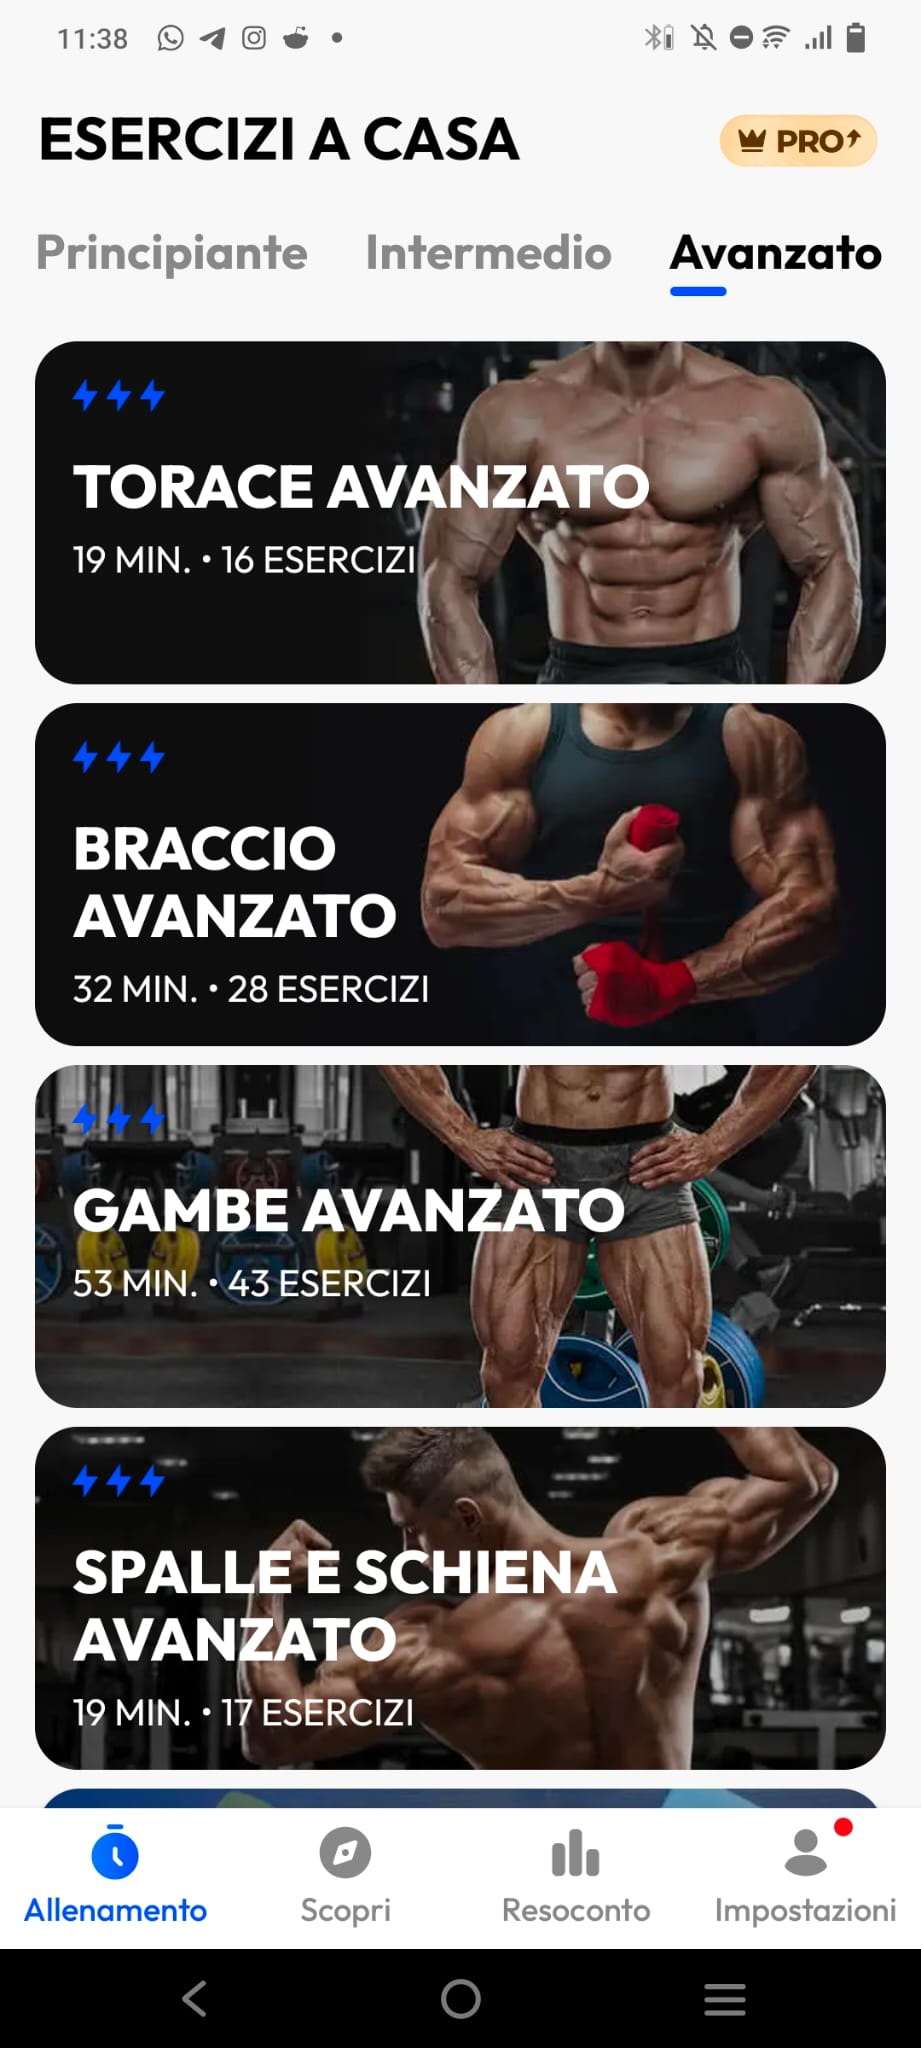 11:38
ESERCIZI A CASA
PRO
Principiante Intermedio Avanzato
TORACE AVANZATO
19 MIN. • 16 ESERCIZI
BRACCIO
AVANZATO
32 MIN. • 28 ESERCIZI
GAMBE AVANZATO
53 MIN. • 43 ESERCIZI
SPALLE E SCHIENA
AVANZATO
19 MIN. • 17 ESERCIZI
Allenamento Scopri Resoconto Impostazioni